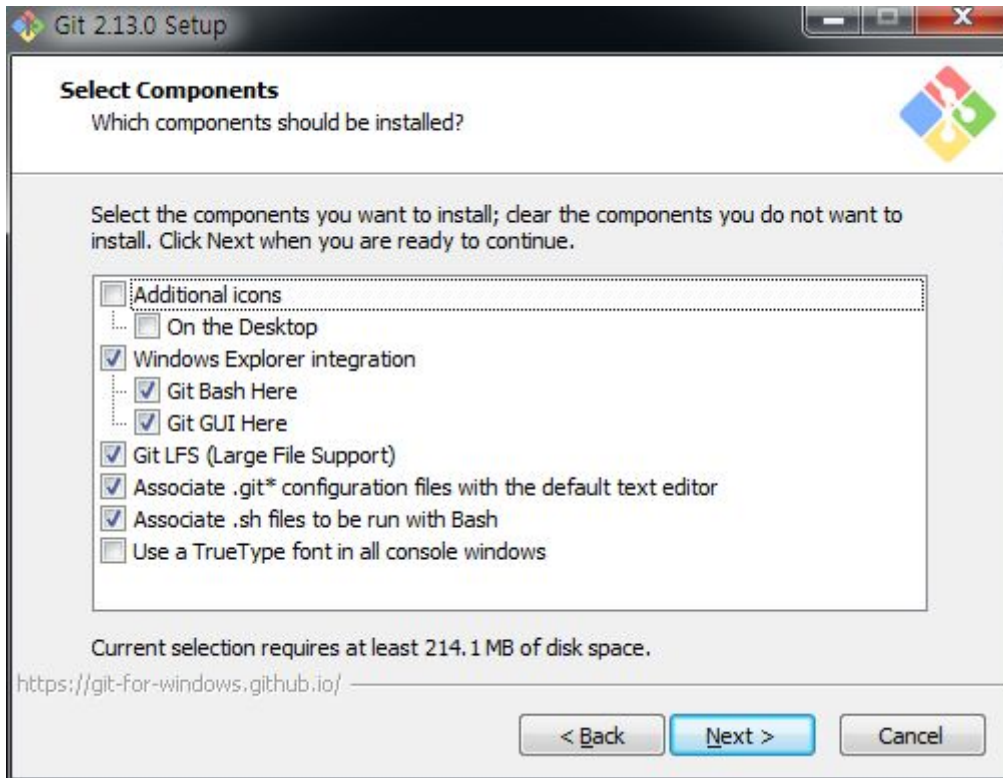 Git 2.13.0 Setup
Select Components
Which components should be installed?
Select the components you want to install; clear the components you do not want to
install. Click Next when you are ready to continue.
Additional icons
On the Desktop
Windows Explorer integration
Git Bash Here
Git GUI Here
Git LFS (Large File Support)
Associate .git* configuration files with the default text editor
Associate .sh files to be run with Bash
Use a TrueType font in all console windows
Current selection requires at least 214.1 MB of disk space.
https://git-for-windows.github.io/
< Back Next > Cancel